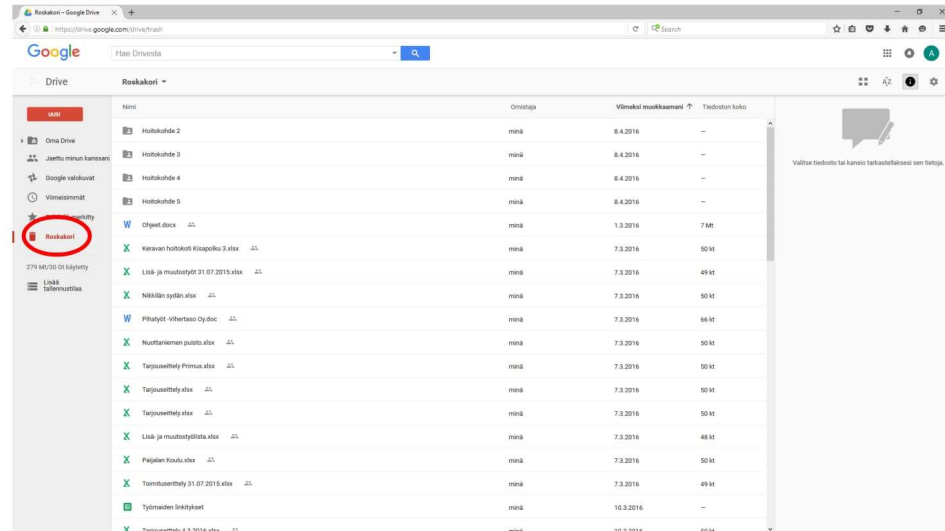 Roskakori – Google Drive
https://drive.google.com/drive/trash
Search
Google
Hae Drivesta
A
Drive
Roskakori
UUSI
Nimi
Omistaja
Viimeksi muokkaamani
Tiedoston koko
Oma Drive
Jaettu minun kanssani
Google valokuvat
Viimeisimmät
merkitty
Roskakori
279 Mt/30 Gt käytetty
Lisää
tallennustilaa
Hoitokohde 2 minä 8.4.2016 –
Hoitokohde 3 minä 8.4.2016 –
Hoitokohde 4 minä 8.4.2016 –
Hoitokohde 5 minä 8.4.2016 –
Ohjeet.docx minä 1.3.2016 7 Mt
Keravan hoitokoti Kisapolku 3.xlsx minä 7.3.2016 50 kt
Lisä- ja muutostyöt 31.07.2015.xlsx minä 7.3.2016 49 kt
Nikkilän sydän.xlsx minä 7.3.2016 50 kt
Pihatyöt -Vihertaso Oy.doc minä 7.3.2016 66 kt
Nuottaniemen puisto.xlsx minä 7.3.2016 50 kt
Tarjouseittely Primus.xlsx minä 7.3.2016 50 kt
Tarjouseittely.xlsx minä 7.3.2016 50 kt
Tarjouseittely.xlsx minä 7.3.2016 50 kt
Lisä- ja muutostyölista.xlsx minä 7.3.2016 48 kt
Paijalan Koulu.xlsx minä 7.3.2016 50 kt
Toimituserittely 31.07.2015.xlsx minä 7.3.2016 49 kt
Työmaiden linkitykset minä 10.3.2016 –
Valitse tiedosto tai kansio tarkastellaksesi sen tietoja.